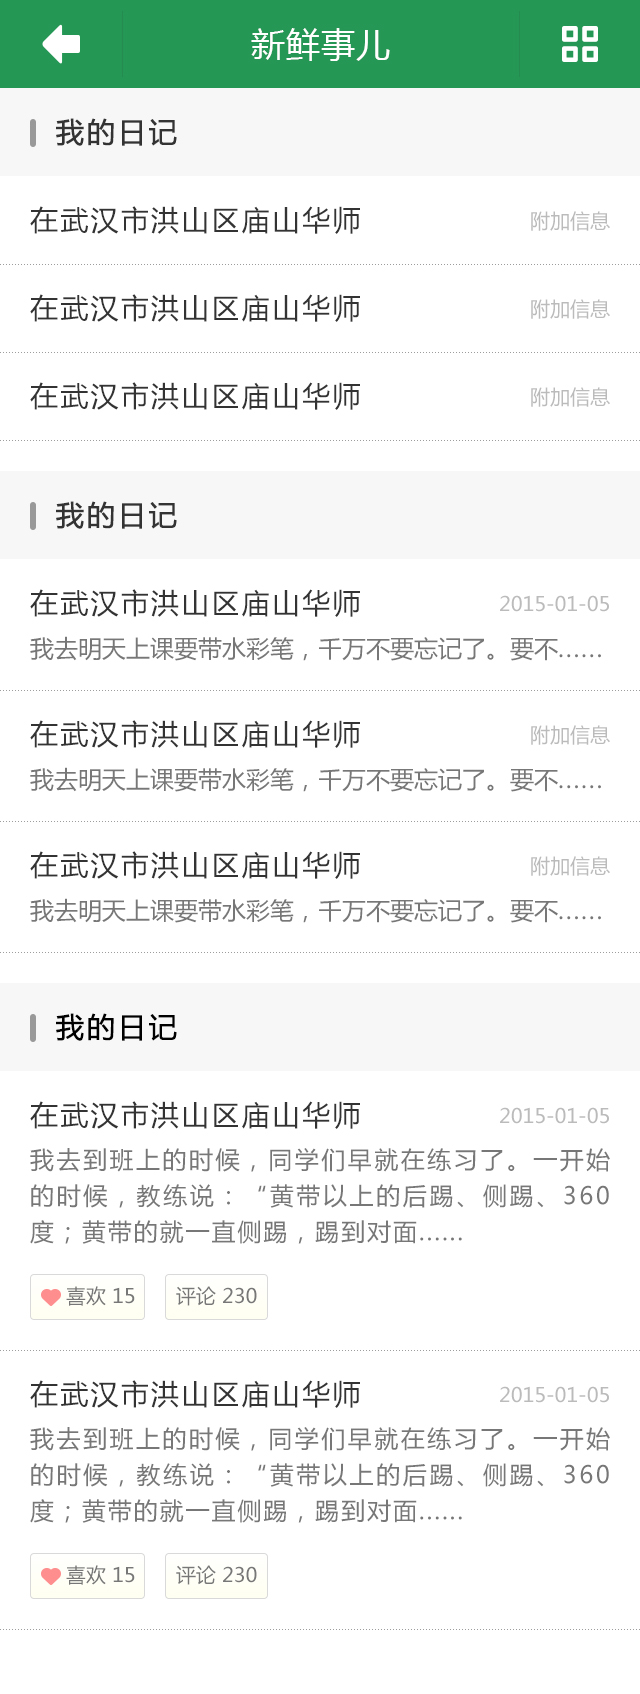 新鲜事儿
我的日记
在武汉市洪山区庙山华师 附加信息
在武汉市洪山区庙山华师 附加信息
在武汉市洪山区庙山华师 附加信息
我的日记
在武汉市洪山区庙山华师 2015-01-05
我去明天上课要带水彩笔，千万不要忘记了。要不……
在武汉市洪山区庙山华师 附加信息
我去明天上课要带水彩笔，千万不要忘记了。要不……
在武汉市洪山区庙山华师 附加信息
我去明天上课要带水彩笔，千万不要忘记了。要不……
我的日记
在武汉市洪山区庙山华师 2015-01-05
我去到班上的时候，同学们早就在练习了。一开始
的时候，教练说：“黄带以上的后踢、侧踢、360
度；黄带的就一直侧踢，踢到对面……
喜欢 15 评论 230
在武汉市洪山区庙山华师 2015-01-05
我去到班上的时候，同学们早就在练习了。一开始
的时候，教练说：“黄带以上的后踢、侧踢、360
度；黄带的就一直侧踢，踢到对面……
喜欢 15 评论 230